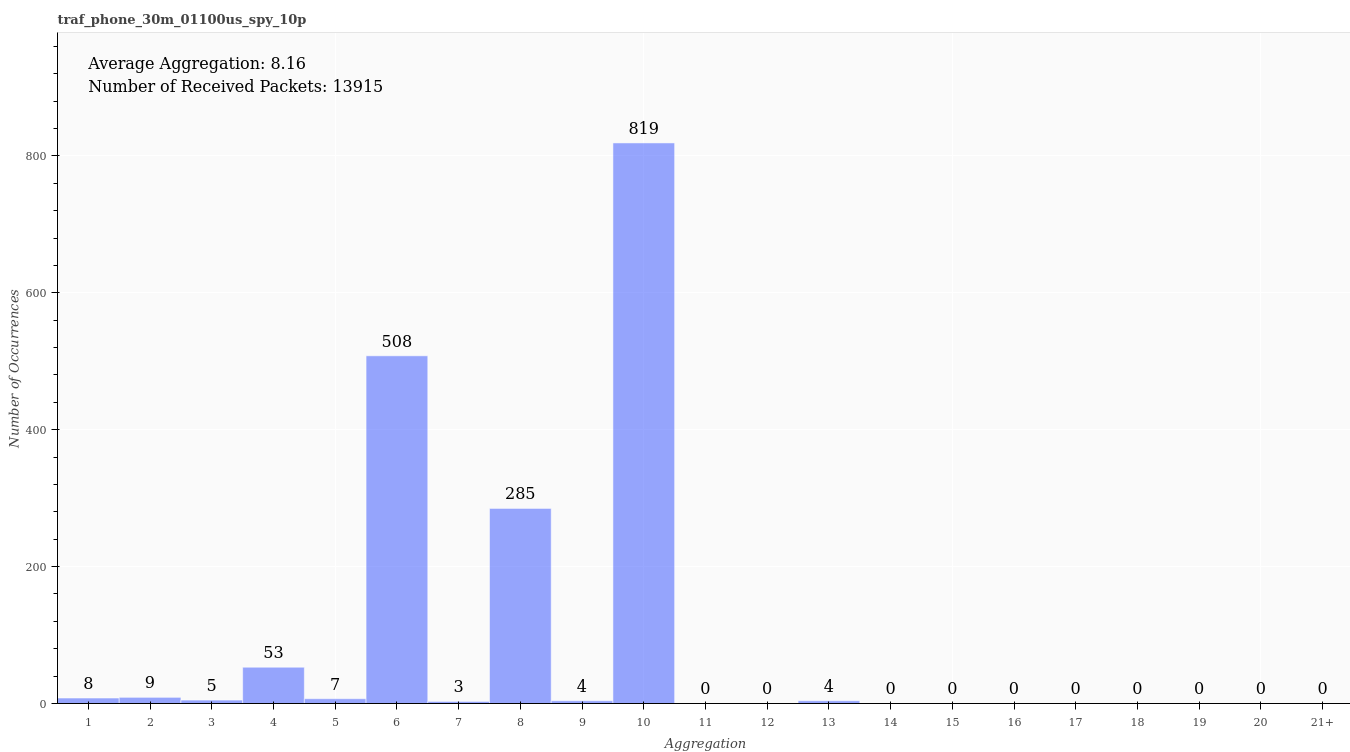 traf_phone_30m_01100us_spy_10p
Average Aggregation: 8.16
Number of Received Packets: 13915
819
800
600
508
Number of Occurrences
400
285
200
53
8 9 5 7 3 4 0 0 4 0 0 0 0 0 0 0 0
0
1 2 3 4 5 6 7 8 9 10 11 12 13 14 15 16 17 18 19 20 21+
Aggregation